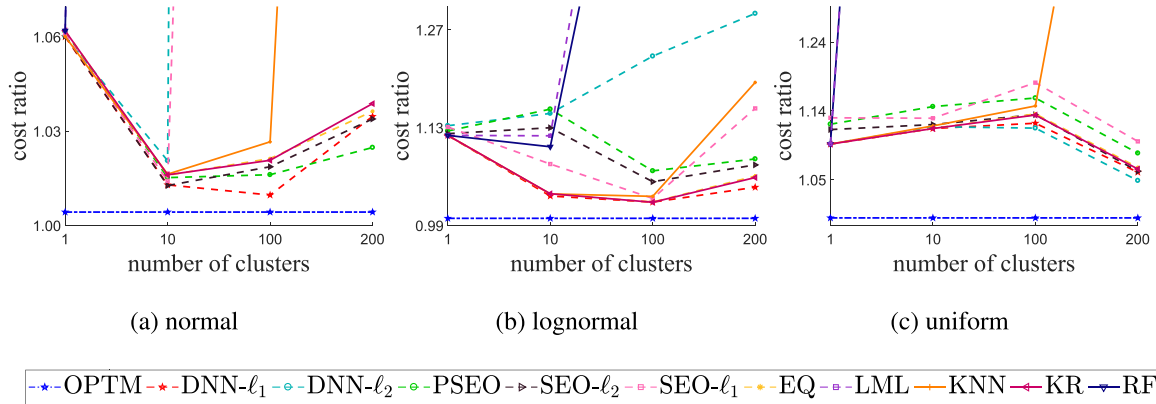 1.06
1.03
1.00
cost ratio
1 10 100 200
number of clusters
(a) normal
1.27
1.13
0.99
cost ratio
1 10 100 200
number of clusters
(b) lognormal
1.24
1.14
1.05
cost ratio
1 10 100 200
number of clusters
(c) uniform
OPTM DNN-ℓ₁ DNN-ℓ₂ PSEO SEO-ℓ₂ SEO-ℓ₁ EQ LML KNN KR RF